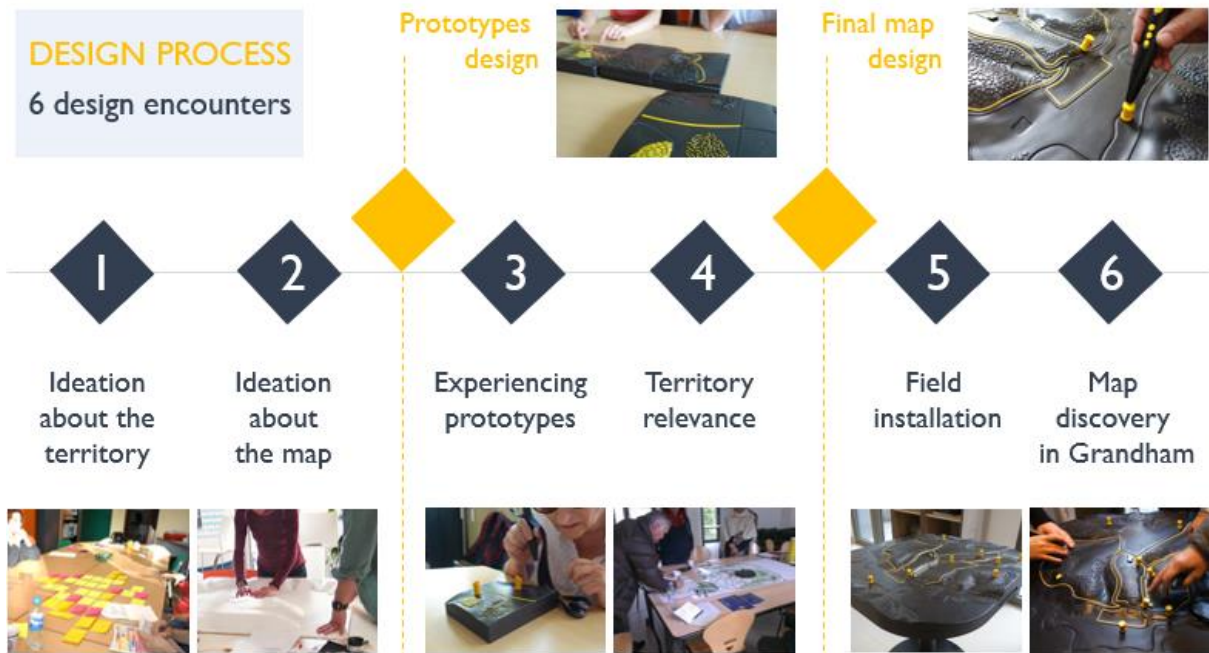 DESIGN PROCESS
6 design encounters
Prototypes
design
Final map
design
1
2
3
4
5
6
Ideation
about the
territory
Ideation
about
the map
Experiencing
prototypes
Territory
relevance
Field
installation
Map
discovery
in Grandham